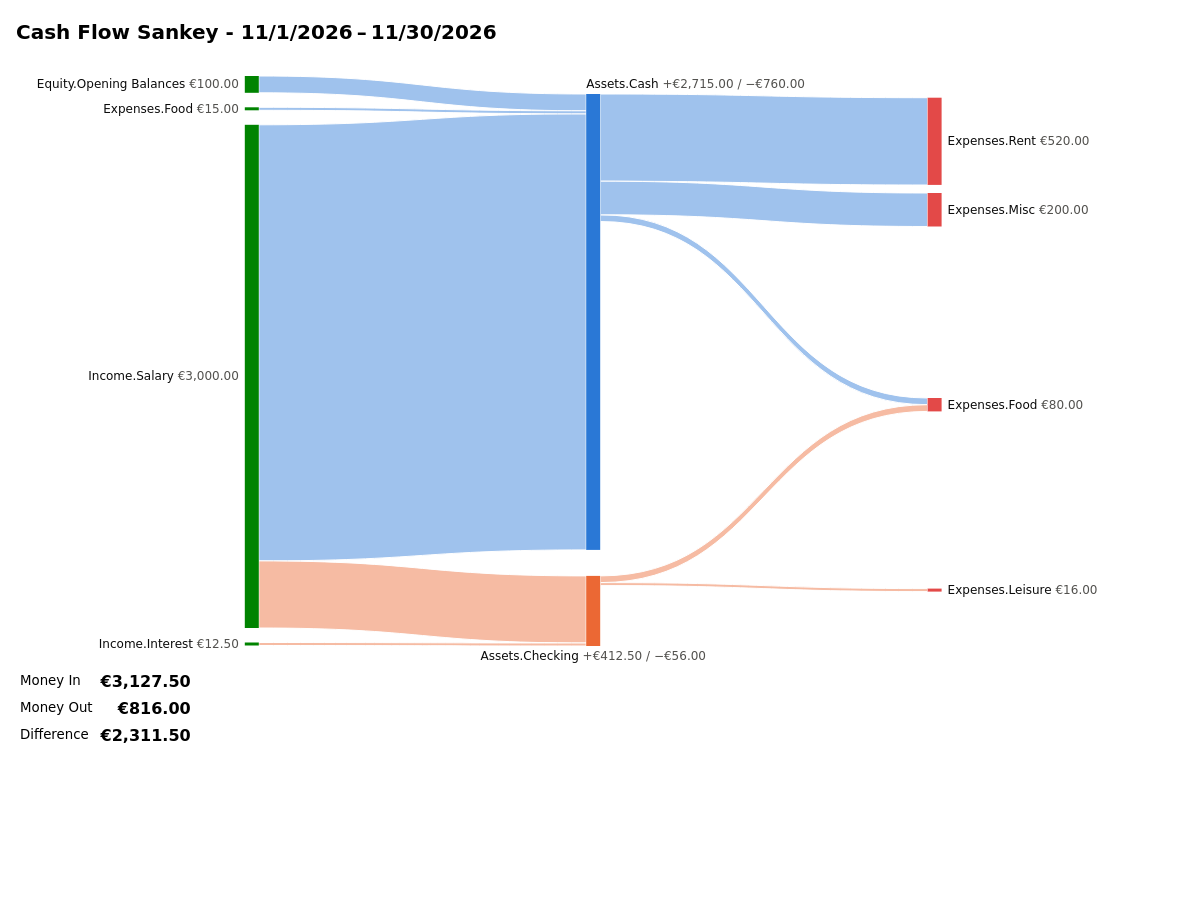 Cash Flow Sankey - 11/1/2026 – 11/30/2026
Equity.Opening Balances €100.00
Assets.Cash +€2,715.00 / −€760.00
Expenses.Food €15.00
Expenses.Rent €520.00
Expenses.Misc €200.00
Income.Salary €3,000.00
Expenses.Food €80.00
Expenses.Leisure €16.00
Income.Interest €12.50
Assets.Checking +€412.50 / −€56.00
Money In €3,127.50
Money Out €816.00
Difference €2,311.50